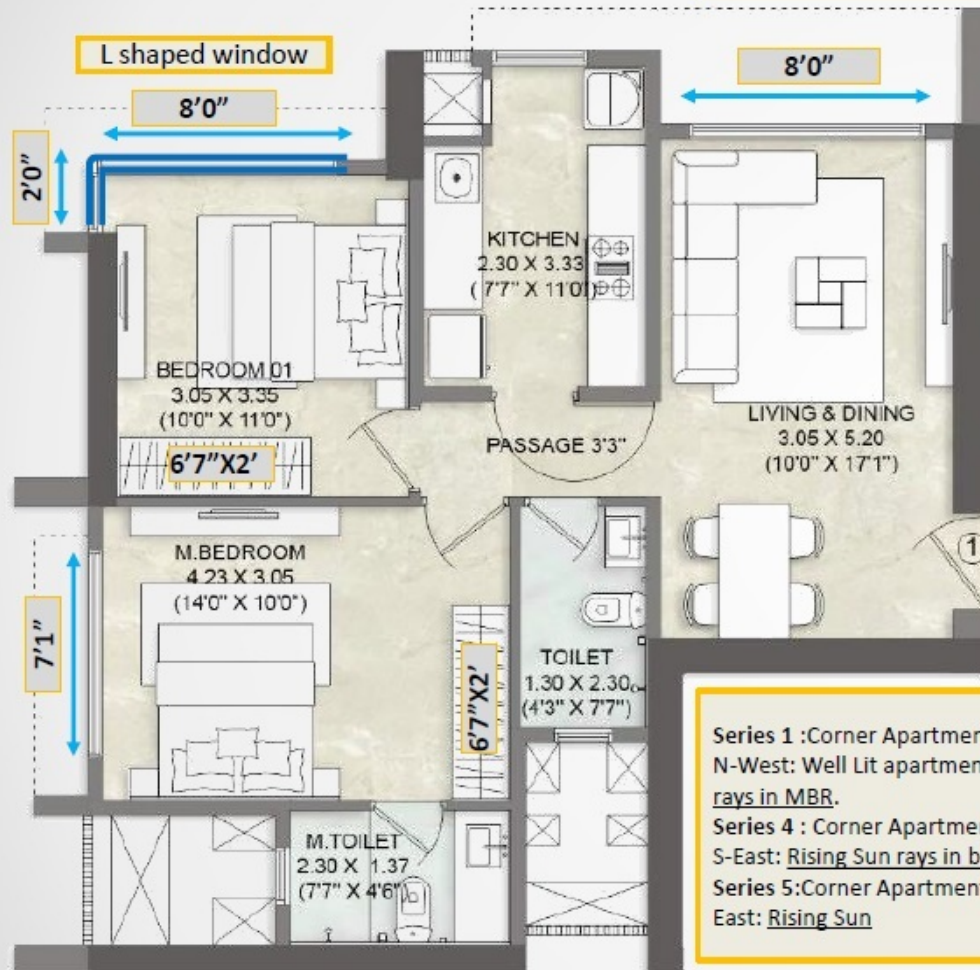 L shaped window
8'0"
8'0"
2'0"
KITCHEN
2.30 X 3.33
( 7'7" X 11'0")
BEDROOM 01
3.05 X 3.35
(10'0" X 11'0")
6'7"X2'
PASSAGE 3'3"
LIVING & DINING
3.05 X 5.20
(10'0" X 17'1")
1
M.BEDROOM
4.23 X 3.05
(14'0" X 10'0")
7'1"
6'7"X2'
TOILET
1.30 X 2.30
(4'3" X 7'7")
M.TOILET
2.30 X 1.37
(7'7" X 4'6")
Series 1 :Corner Apartmen
N-West: Well Lit apartmen
rays in MBR.
Series 4 : Corner Apartme
S-East: Rising Sun rays in b
Series 5:Corner Apartment
East: Rising Sun